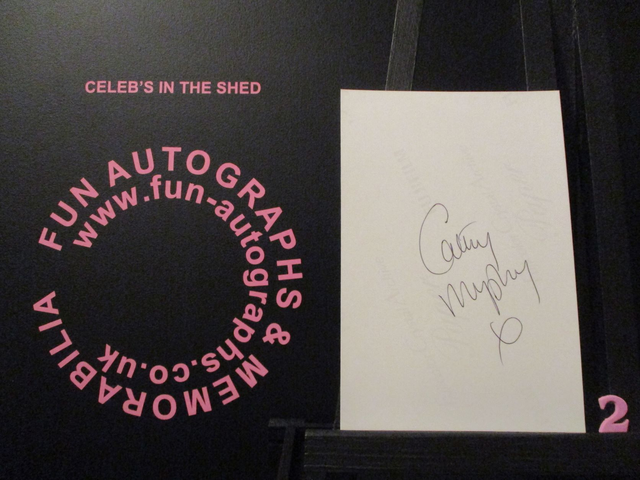 CELEB'S IN THE SHED
FUN AUTOGRAPHS & MEMORABILIA
www.fun-autographs.co.uk
Cathy
Murphy
x
2